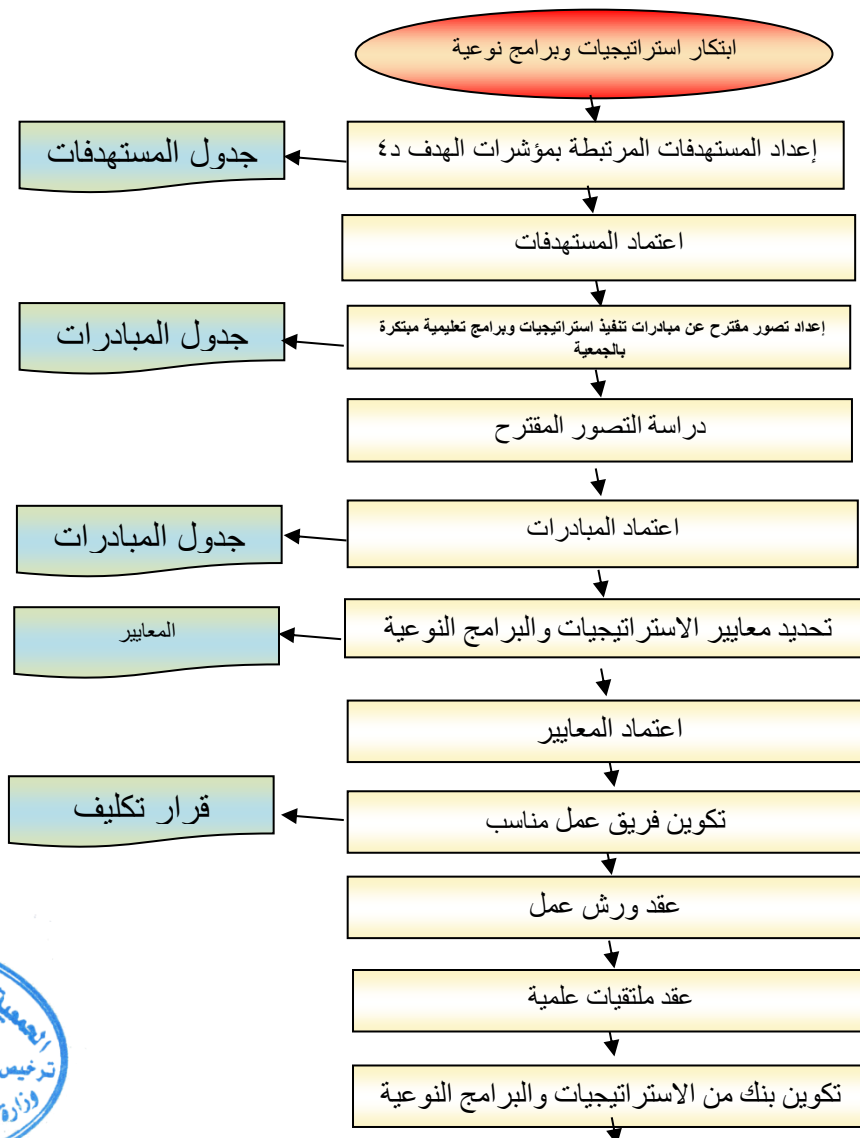 ابتكار استراتيجيات وبرامج نوعية
إعداد المستهدفات المرتبطة بمؤشرات الهدف د٤
جدول المستهدفات
اعتماد المستهدفات
إعداد تصور مقترح عن مبادرات تنفيذ استراتيجيات وبرامج تعليمية مبتكرة
بالجمعية
جدول المبادرات
دراسة التصور المقترح
اعتماد المبادرات
جدول المبادرات
تحديد معايير الاستراتيجيات والبرامج النوعية
المعايير
اعتماد المعايير
تكوين فريق عمل مناسب
قرار تكليف
عقد ورش عمل
عقد ملتقيات علمية
تكوين بنك من الاستراتيجيات والبرامج النوعية
الجمعية
ترخيص
وزارة